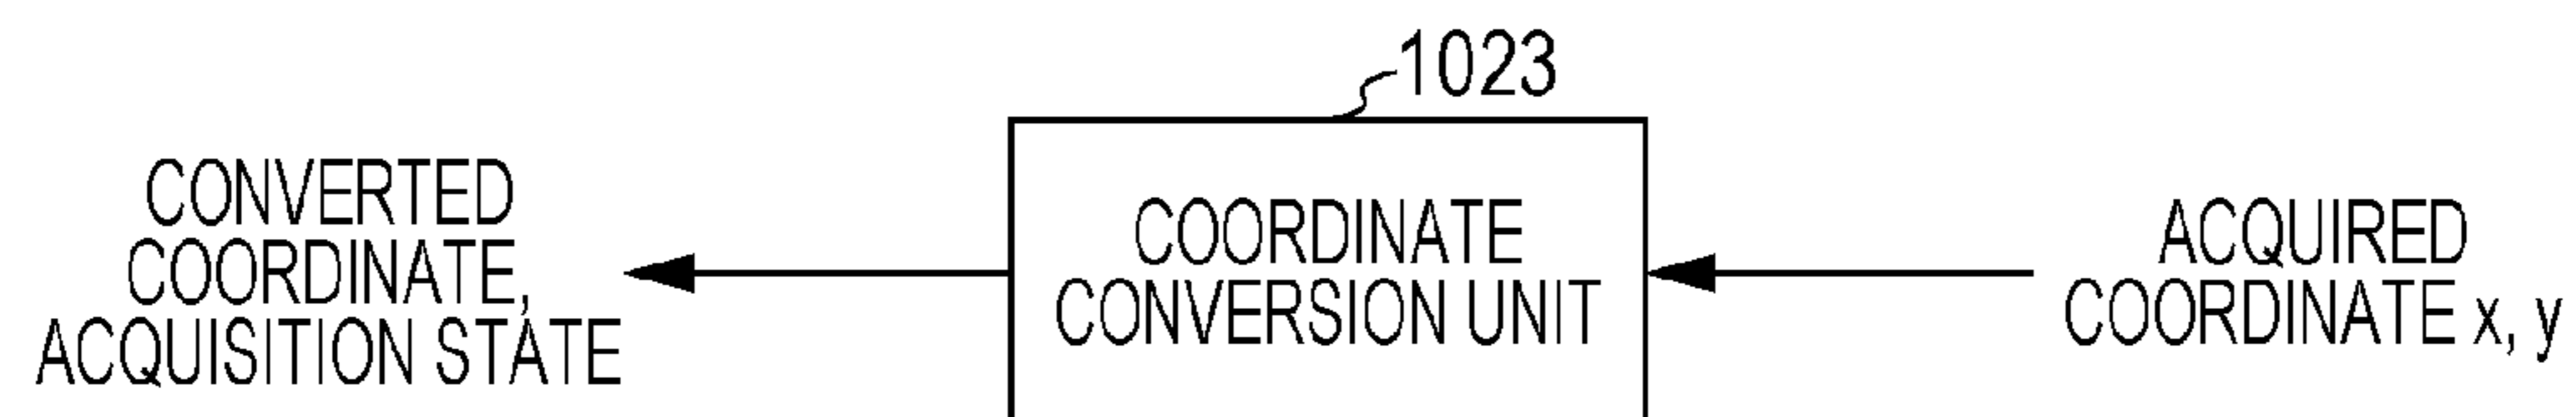 1023
CONVERTED
COORDINATE,
ACQUISITION STATE
COORDINATE
CONVERSION UNIT
ACQUIRED
COORDINATE x, y